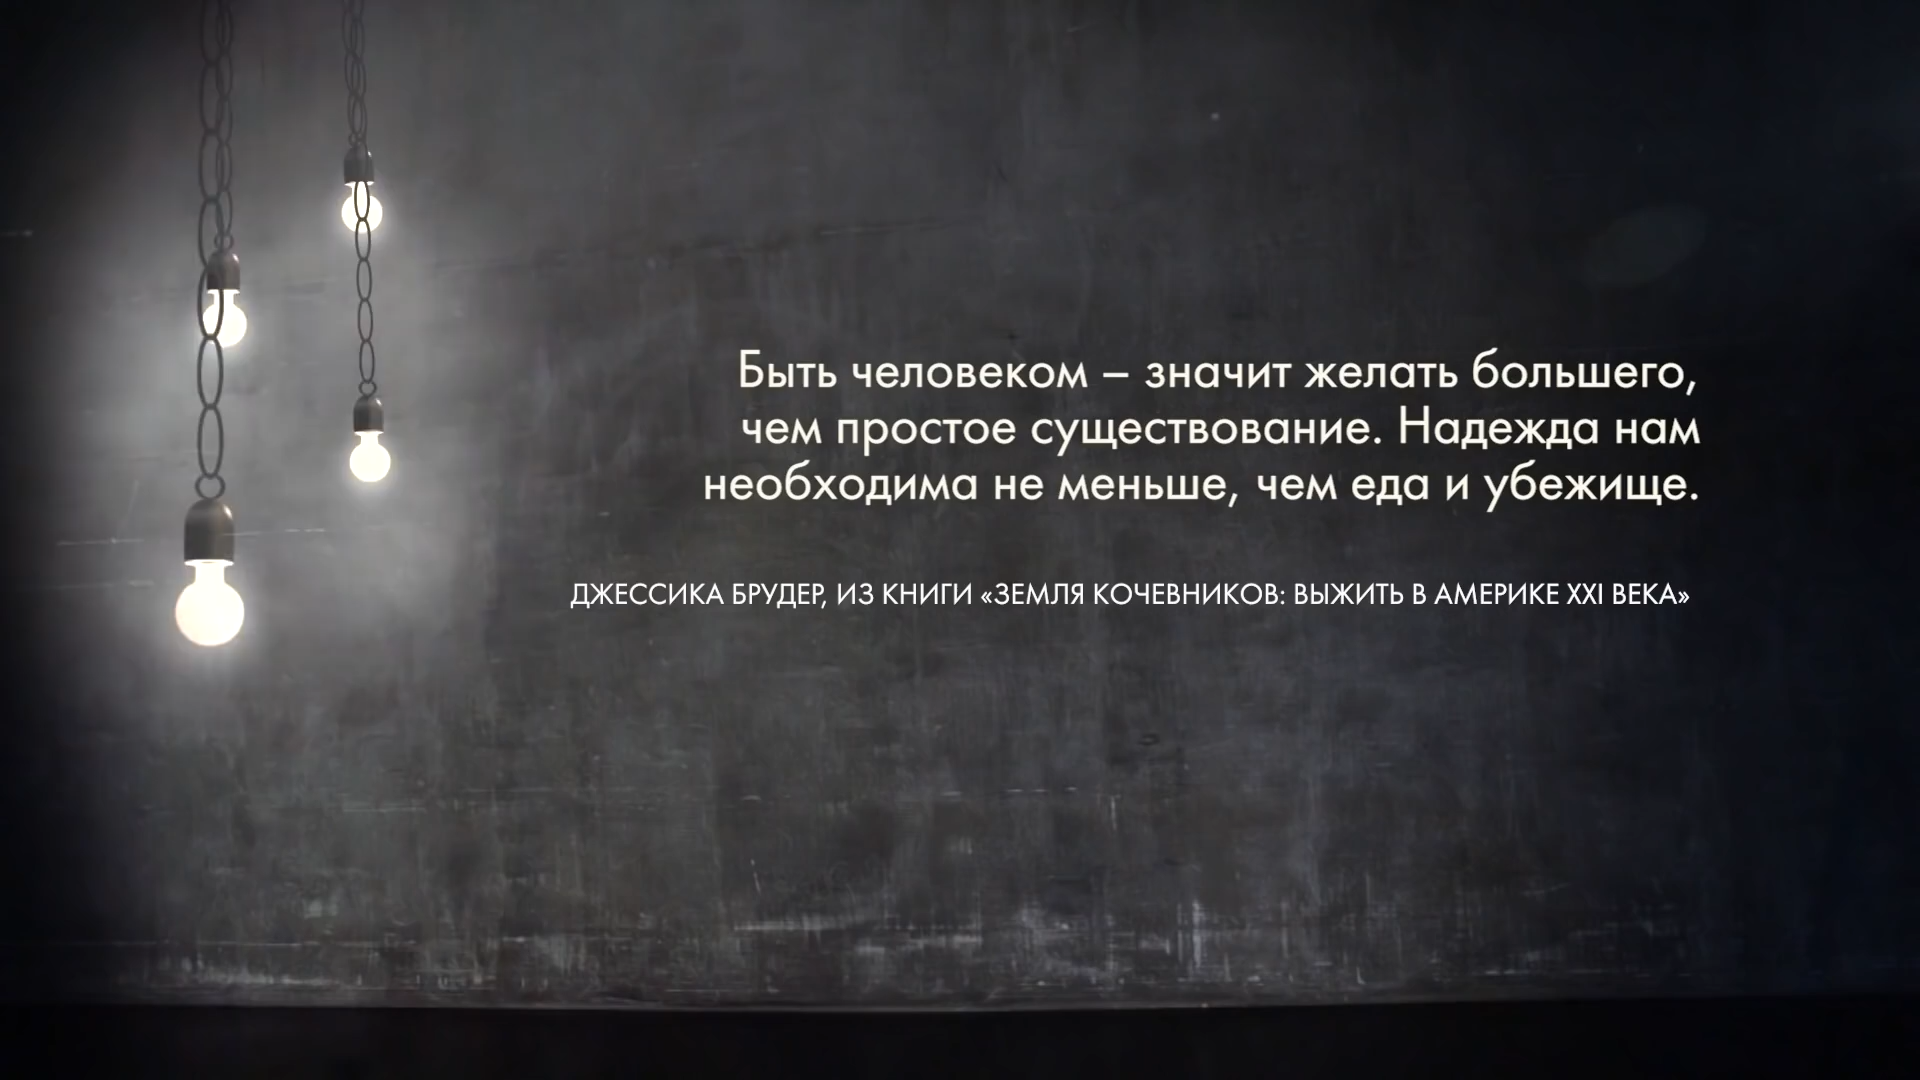 Быть человеком – значит желать большего,
чем простое существование. Надежда нам
необходима не меньше, чем еда и убежище.
ДЖЕССИКА БРУДЕР, ИЗ КНИГИ «ЗЕМЛЯ КОЧЕВНИКОВ: ВЫЖИТЬ В АМЕРИКЕ XXI ВЕКА»